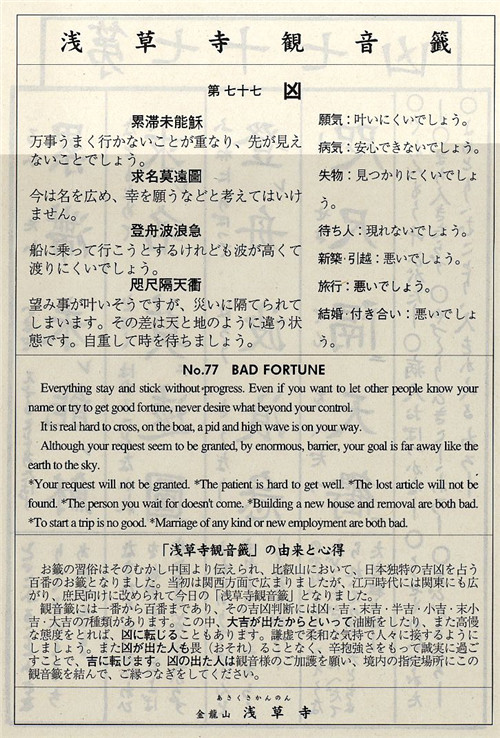 浅草寺観音籤
第七十七 凶
累滞未能穌
万事うまく行かないことが重なり、先が見え
ないことでしょう。
求名莫遠圖
今は名を広め、幸を願うなどと考えてはいけ
ません。
登舟波浪急
船に乗って行こうとするけれども波が高くて
渡りにくいでしょう。
咫尺隔天衢
望み事が叶いそうですが、災いに隔てられて
しまいます。その差は天と地のように違う状
態です。自重して時を待ちましょう。
願気：叶いにくいでしょう。
病気：安心できないでしょう。
失物：見つかりにくいでしょ
う。
待ち人：現れないでしょう。
新築・引越：悪いでしょう。
旅行：悪いでしょう。
結婚・付き合い：悪いでしょ
う。
No.77 BAD FORTUNE
Everything stay and stick without progress. Even if you want to let other people know your
name or try to get good fortune, never desire what beyond your control.
It is real hard to cross, on the boat, a pid and high wave is on your way.
Although your request seem to be granted, by enormous, barrier, your goal is far away like the
earth to the sky.
*Your request will not be granted. *The patient is hard to get well. *The lost article will not be
found. *The person you wait for doesn't come. *Building a new house and removal are both bad.
*To start a trip is no good. *Marriage of any kind or new employment are both bad.
「浅草寺観音籤」の由来と心得
お籤の習俗はそのむかし中国より伝えられ、比叡山において、日本独特の吉凶を占う
百番のお籤となりました。当初は関西方面で広まりましたが、江戸時代には関東にも広
がり、庶民向けに改められて今日の「浅草寺観音籤」となりました。
観音籤には一番から百番まであり、その吉凶判断には凶・吉・末吉・半吉・小吉・末小
吉・大吉の7種類があります。この中、大吉が出たからといって油断をしたり、また高慢
な態度をとれば、凶に転じることもあります。謙虚で柔和な気持で人々に接するように
しましょう。また凶が出た人も畏（おそれ）ることなく、辛抱強さをもって誠実に過ご
すことで、吉に転じます。凶の出た人は観音様のご加護を願い、境内の指定場所にこの
観音籤を結んで、ご縁つなぎをしてください。
あさくさかんのん
金龍山 浅草寺